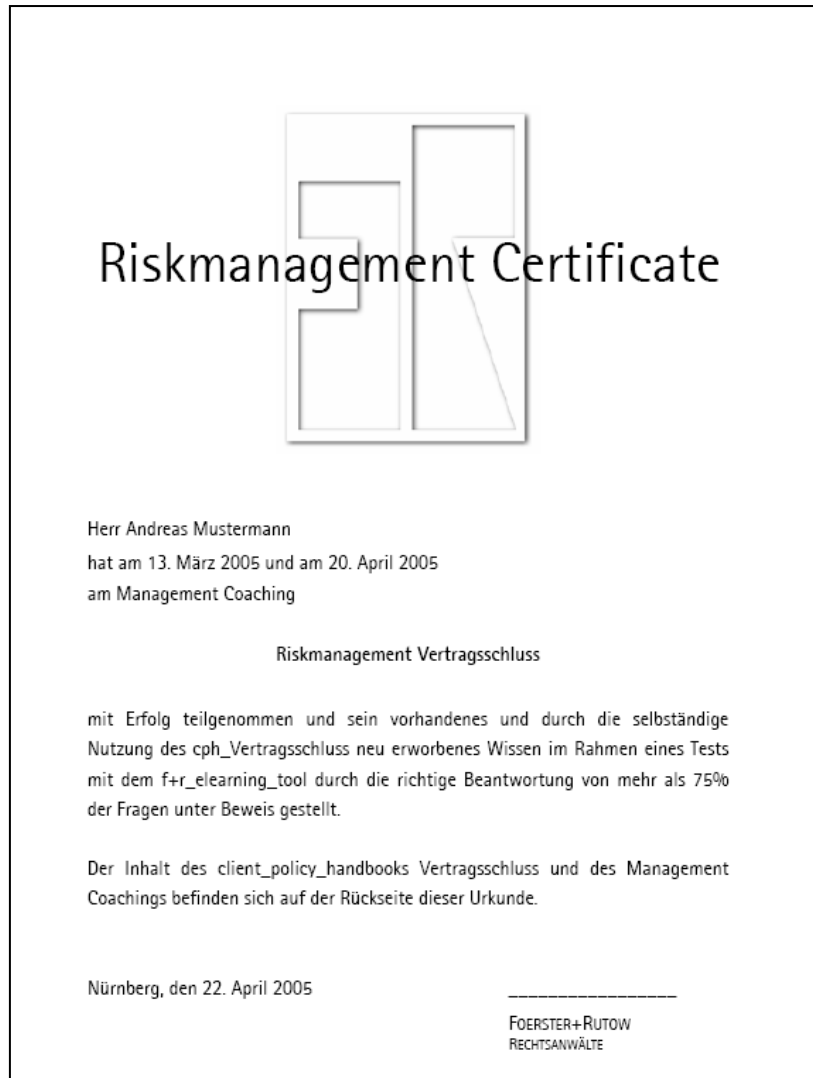 Riskmanagement Certificate
Herr Andreas Mustermann
hat am 13. März 2005 und am 20. April 2005
am Management Coaching
Riskmanagement Vertragsschluss
mit Erfolg teilgenommen und sein vorhandenes und durch die selbständige
Nutzung des cph_Vertragsschluss neu erworbenes Wissen im Rahmen eines Tests
mit dem f+r_elearning_tool durch die richtige Beantwortung von mehr als 75%
der Fragen unter Beweis gestellt.
Der Inhalt des client_policy_handbooks Vertragsschluss und des Management
Coachings befinden sich auf der Rückseite dieser Urkunde.
Nürnberg, den 22. April 2005
FOERSTER+RUTOW
RECHTSANWÄLTE